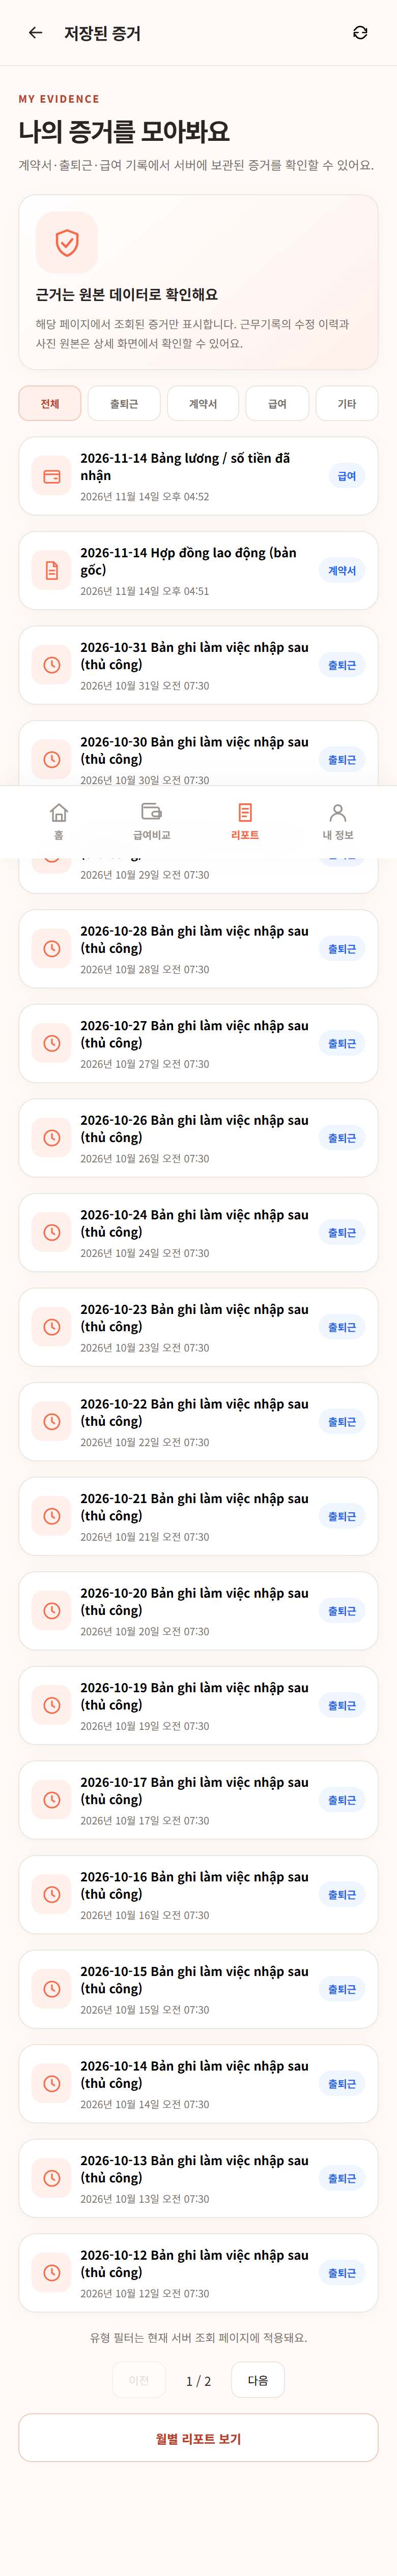 저장된 증거
MY EVIDENCE
나의 증거를 모아봐요
계약서·출퇴근·급여 기록에서 서버에 보관된 증거를 확인할 수 있어요.
근거는 원본 데이터로 확인해요
해당 페이지에서 조회된 증거만 표시합니다. 근무기록의 수정 이력과
사진 원본은 상세 화면에서 확인할 수 있어요.
전체
출퇴근
계약서
급여
기타
2026-11-14 Bảng lương / số tiền đã
nhận
2026년 11월 14일 오후 04:52
급여
2026-11-14 Hợp đồng lao động (bản
gốc)
2026년 11월 14일 오후 04:51
계약서
2026-10-31 Bản ghi làm việc nhập sau
(thủ công)
2026년 10월 31일 오전 07:30
출퇴근
2026-10-30 Bản ghi làm việc nhập sau
(thủ công)
2026년 10월 30일 오전 07:30
출퇴근
홈
급여비교
리포트
내 정보
2026년 10월 29일 오전 07:30
2026-10-28 Bản ghi làm việc nhập sau
(thủ công)
2026년 10월 28일 오전 07:30
출퇴근
2026-10-27 Bản ghi làm việc nhập sau
(thủ công)
2026년 10월 27일 오전 07:30
출퇴근
2026-10-26 Bản ghi làm việc nhập sau
(thủ công)
2026년 10월 26일 오전 07:30
출퇴근
2026-10-24 Bản ghi làm việc nhập sau
(thủ công)
2026년 10월 24일 오전 07:30
출퇴근
2026-10-23 Bản ghi làm việc nhập sau
(thủ công)
2026년 10월 23일 오전 07:30
출퇴근
2026-10-22 Bản ghi làm việc nhập sau
(thủ công)
2026년 10월 22일 오전 07:30
출퇴근
2026-10-21 Bản ghi làm việc nhập sau
(thủ công)
2026년 10월 21일 오전 07:30
출퇴근
2026-10-20 Bản ghi làm việc nhập sau
(thủ công)
2026년 10월 20일 오전 07:30
출퇴근
2026-10-19 Bản ghi làm việc nhập sau
(thủ công)
2026년 10월 19일 오전 07:30
출퇴근
2026-10-17 Bản ghi làm việc nhập sau
(thủ công)
2026년 10월 17일 오전 07:30
출퇴근
2026-10-16 Bản ghi làm việc nhập sau
(thủ công)
2026년 10월 16일 오전 07:30
출퇴근
2026-10-15 Bản ghi làm việc nhập sau
(thủ công)
2026년 10월 15일 오전 07:30
출퇴근
2026-10-14 Bản ghi làm việc nhập sau
(thủ công)
2026년 10월 14일 오전 07:30
출퇴근
2026-10-13 Bản ghi làm việc nhập sau
(thủ công)
2026년 10월 13일 오전 07:30
출퇴근
2026-10-12 Bản ghi làm việc nhập sau
(thủ công)
2026년 10월 12일 오전 07:30
출퇴근
유형 필터는 현재 서버 조회 페이지에 적용돼요.
이전
1 / 2
다음
월별 리포트 보기